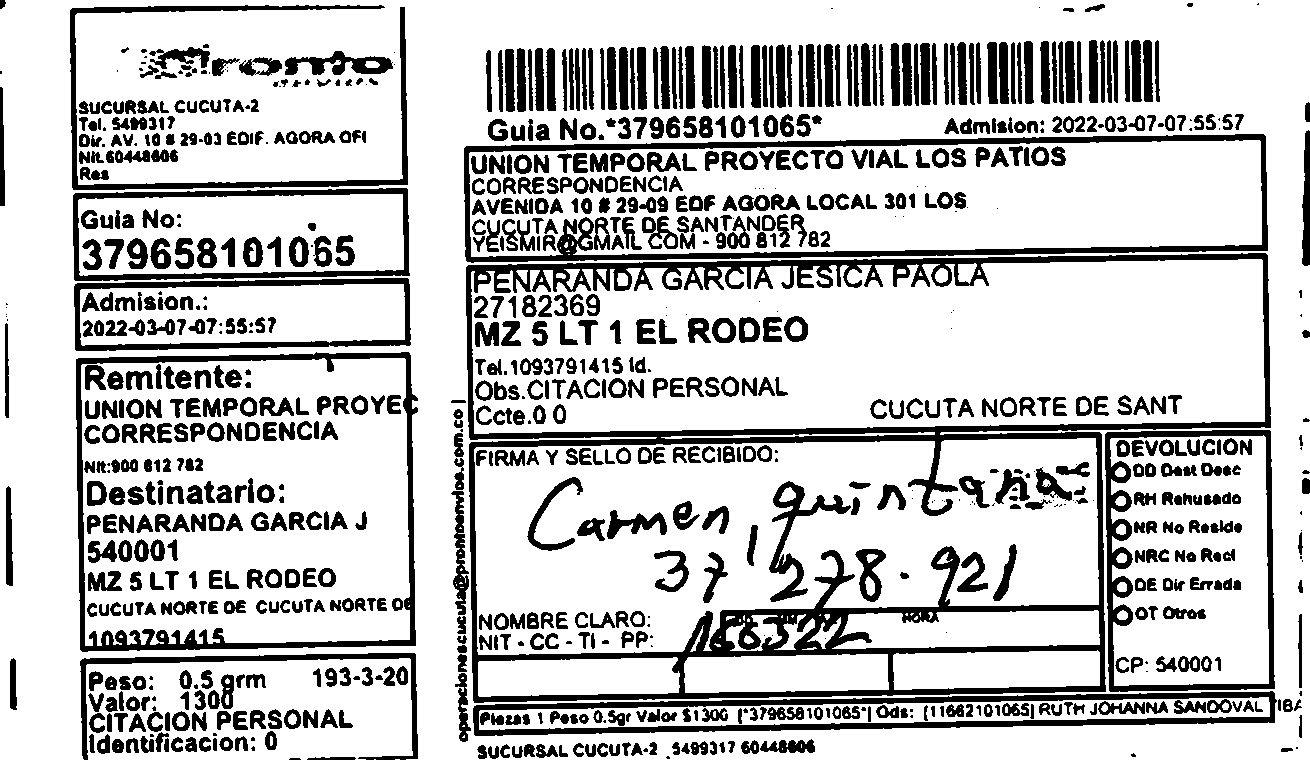 Pronto
SUCURSAL CUCUTA-2
Tel. 5499317
Dir. AV. 10 # 29-03 EDIF. AGORA OFI
Nit.60448606
Res
Guia No:
379658101065
Admision.:
2022-03-07-07:55:57
Remitente:
UNION TEMPORAL PROYEC
CORRESPONDENCIA
Nit:900 812 782
Destinatario:
PENARANDA GARCIA J
540001
MZ 5 LT 1 EL RODEO
CUCUTA NORTE DE CUCUTA NORTE DE
1093791415
Peso: 0.5 grm 193-3-20
Valor: 1300
CITACION PERSONAL
Identificacion: 0
Guia No.*379658101065* Admision: 2022-03-07-07:55:57
UNION TEMPORAL PROYECTO VIAL LOS PATIOS
CORRESPONDENCIA
AVENIDA 10 # 29-09 EDF AGORA LOCAL 301 LOS
CUCUTA NORTE DE SANTANDER
YEISMIR@GMAIL COM - 900 812 782
PENARANDA GARCIA JESICA PAOLA
27182369
MZ 5 LT 1 EL RODEO
Tel.1093791415 Id.
Obs.CITACION PERSONAL
Ccte.0 0 CUCUTA NORTE DE SANT
operacionescucuta@prontoenvios.com.co |
FIRMA Y SELLO DE RECIBIDO:
Carmen, quintana
37'278.921
NOMBRE CLARO:
NIT - CC - TI - PP:
HORA
DEVOLUCION
DD Dest Desc
RH Rehusado
NR No Reside
NRC No Recl
DE Dir Errada
OT Otros
CP: 540001
Piezas 1 Peso 0.5gr Valor $1300 [*379658101065*] Ods: [11662101065] RUTH JOHANNA SANDOVAL IBA
SUCURSAL CUCUTA-2 5499317 60448606